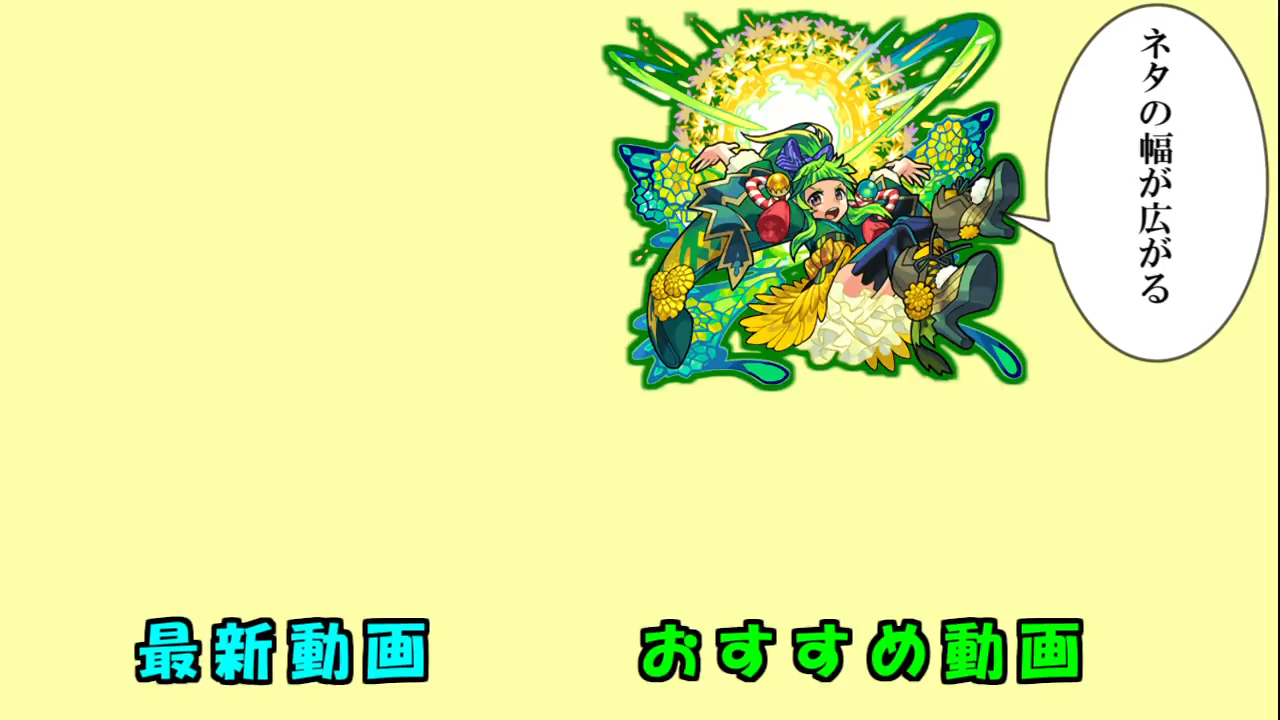 ネタの幅が広がる
最新動画
おすすめ動画